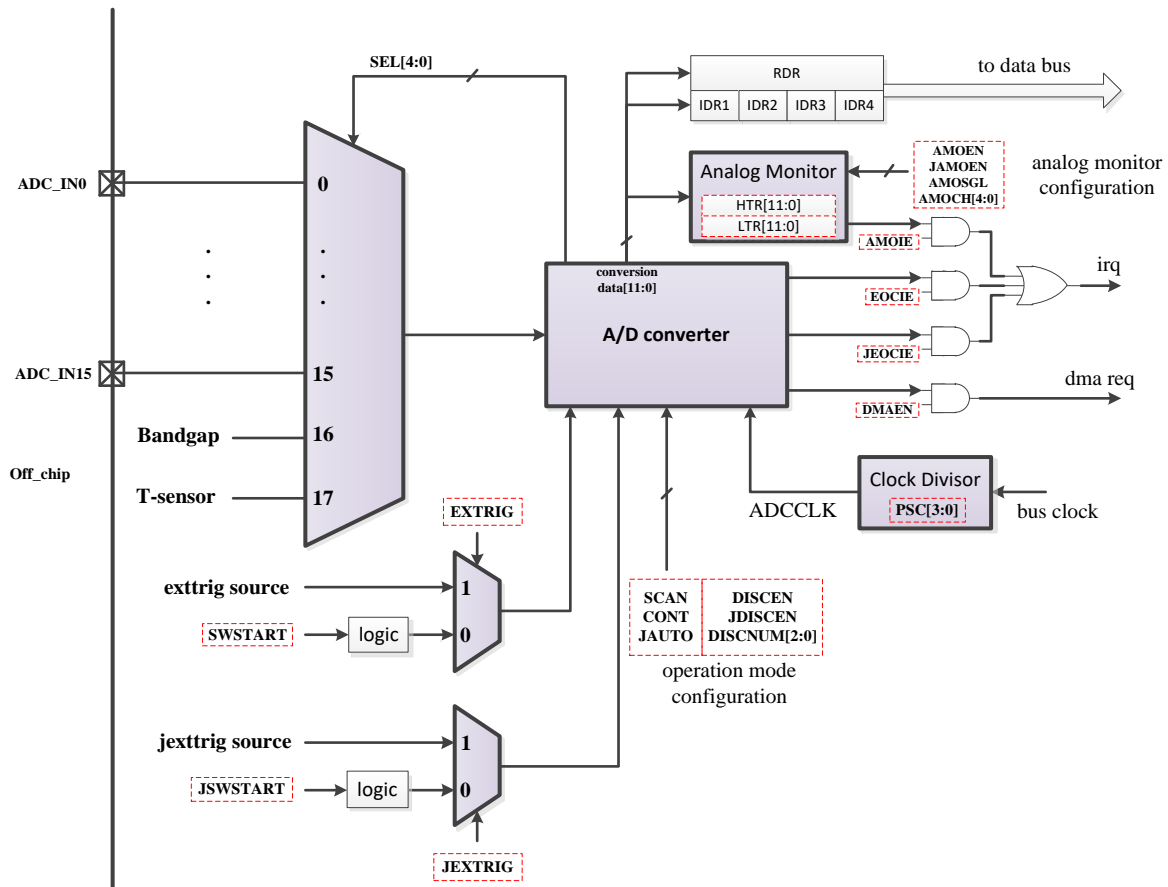 SEL[4:0]
RDR
IDR1 IDR2 IDR3 IDR4
to data bus
ADC_IN0
0
Analog Monitor
HTR[11:0]
LTR[11:0]
AMOEN
JAMOEN
AMOSGL
AMOCH[4:0]
analog monitor
configuration
AMOIE
conversion
data[11:0]
A/D converter
EOCIE
irq
JEOCIE
ADC_IN15
15
DMAEN
dma req
Bandgap
16
Off_chip
T-sensor
17
Clock Divisor
PSC[3:0]
ADCCLK
bus clock
EXTRIG
exttrig source
1
SWSTART
logic
0
SCAN
CONT
JAUTO
DISCEN
JDISCEN
DISCNUM[2:0]
operation mode
configuration
jexttrig source
1
JSWSTART
logic
0
JEXTRIG